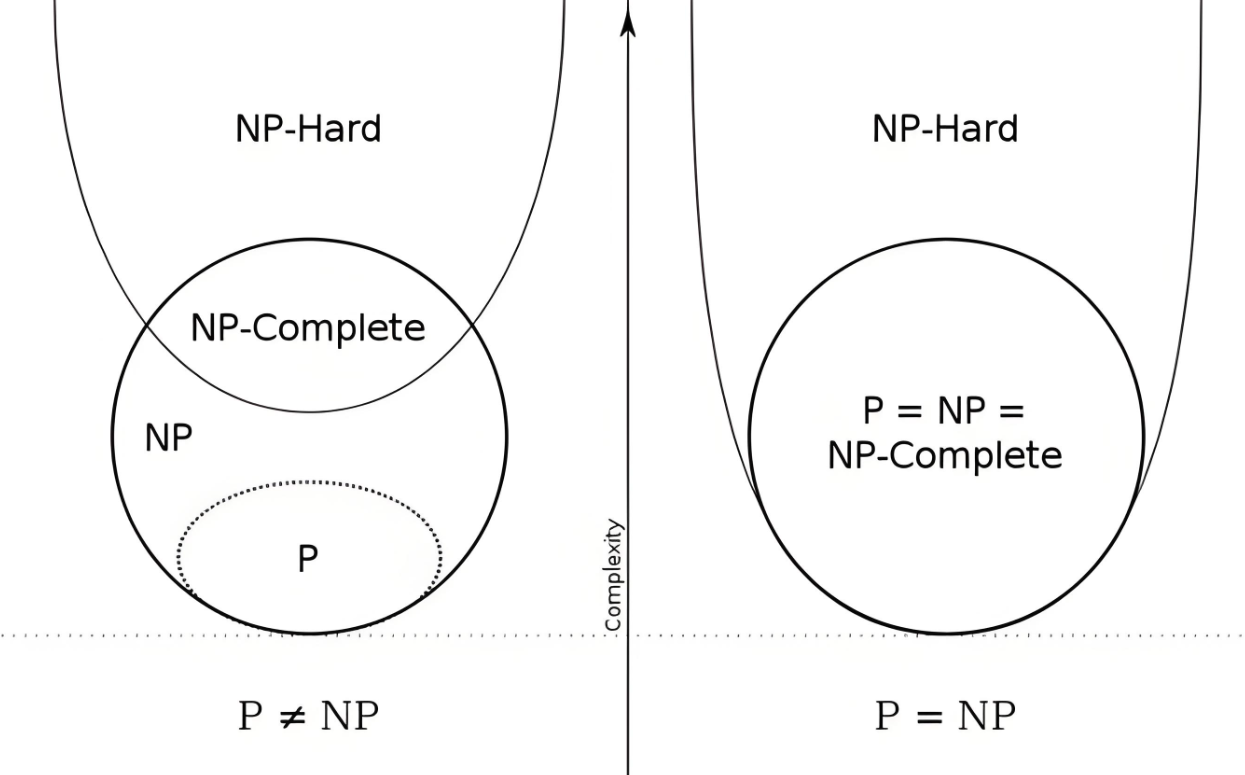 NP-Hard
NP-Complete
NP
P
P ≠ NP
Complexity
NP-Hard
P = NP =
NP-Complete
P = NP